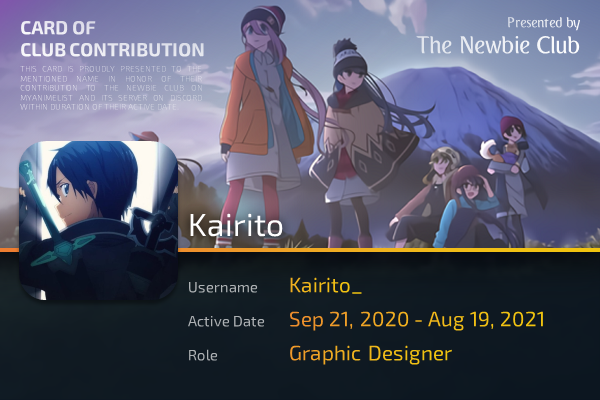 CARD OF
CLUB CONTRIBUTION
THIS CARD IS PROUDLY PRESENTED TO THE
MENTIONED NAME IN HONOR OF THEIR
CONTRIBUTION TO THE NEWBIE CLUB ON
MYANIMELIST AND ITS SERVER ON DISCORD
WITHIN DURATION OF THEIR ACTIVE DATE.
Presented by
The Newbie Club
Kairito
Username Kairito_
Active Date Sep 21, 2020 - Aug 19, 2021
Role Graphic Designer